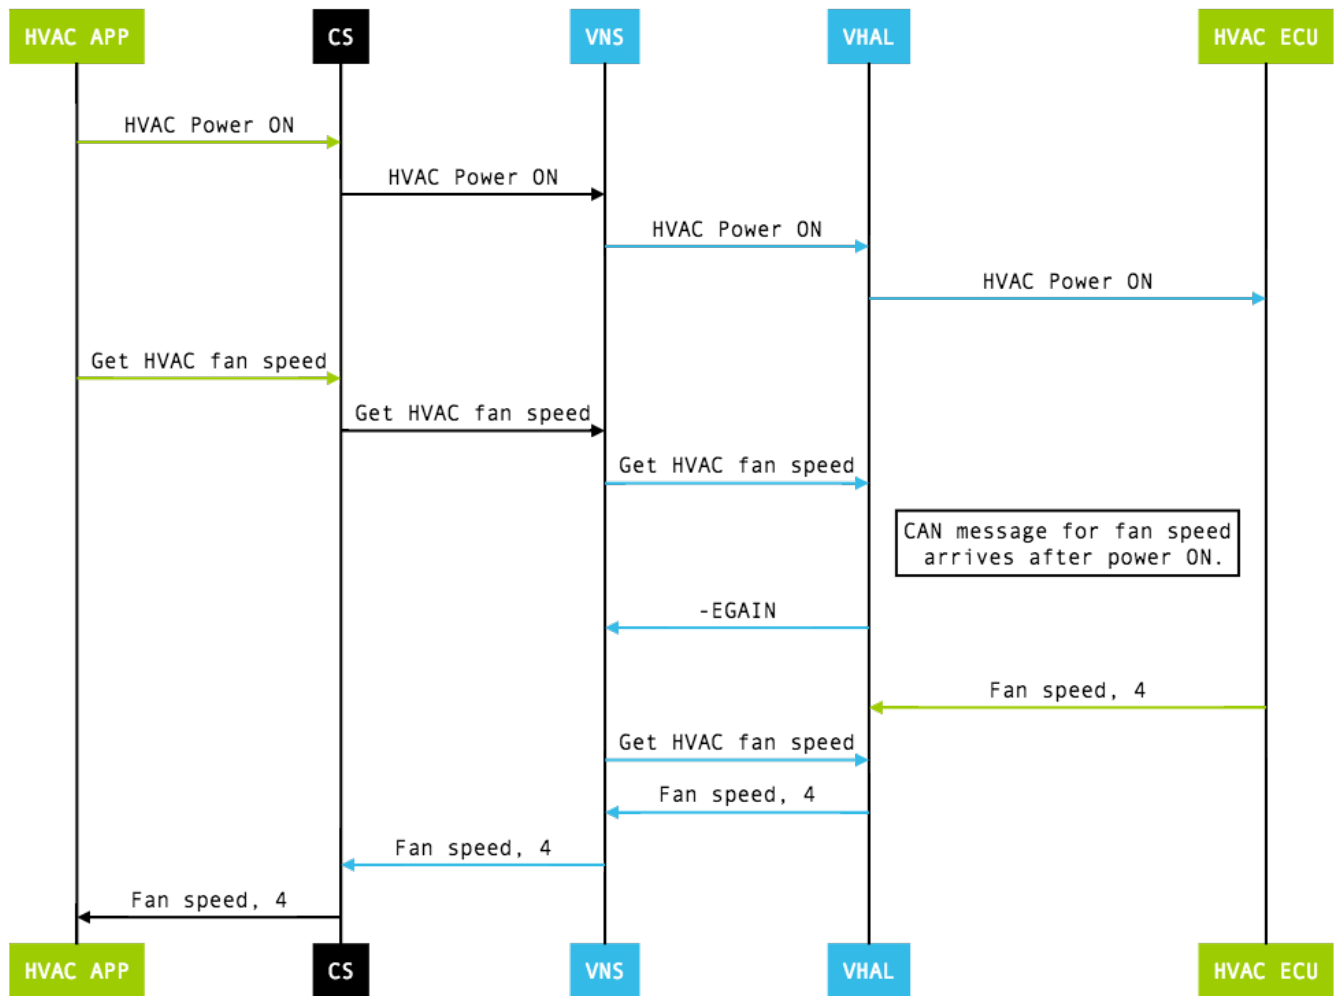 HVAC APP
CS
VNS
VHAL
HVAC ECU
HVAC Power ON
HVAC Power ON
HVAC Power ON
HVAC Power ON
Get HVAC fan speed
Get HVAC fan speed
Get HVAC fan speed
CAN message for fan speed
arrives after power ON.
-EGAIN
Fan speed, 4
Get HVAC fan speed
Fan speed, 4
Fan speed, 4
Fan speed, 4
HVAC APP
CS
VNS
VHAL
HVAC ECU